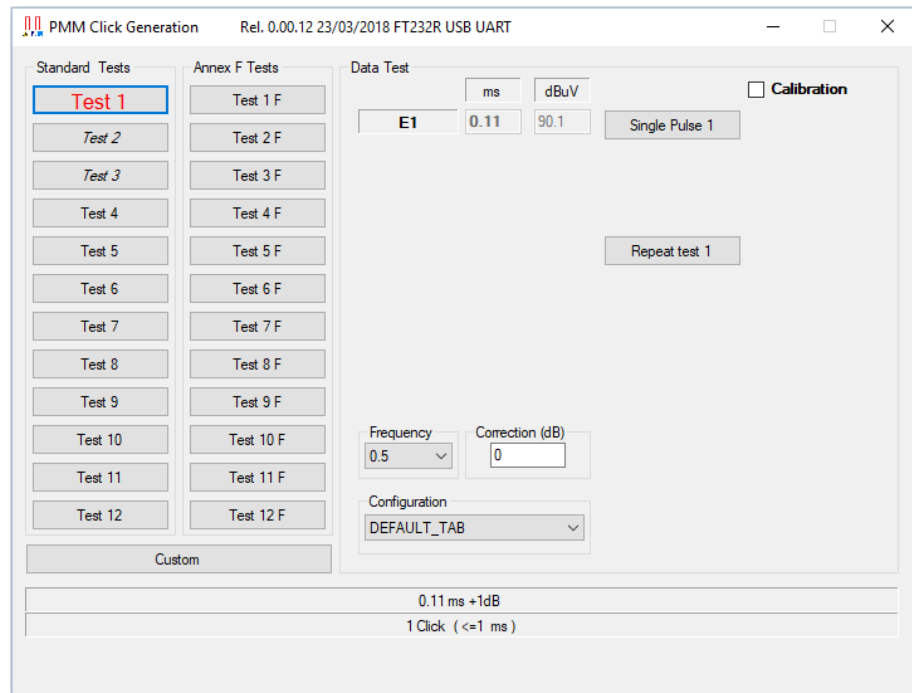 PMM Click Generation Rel. 0.00.12 23/03/2018 FT232R USB UART
Standard Tests
Test 1
Test 2
Test 3
Test 4
Test 5
Test 6
Test 7
Test 8
Test 9
Test 10
Test 11
Test 12
Annex F Tests
Test 1 F
Test 2 F
Test 3 F
Test 4 F
Test 5 F
Test 6 F
Test 7 F
Test 8 F
Test 9 F
Test 10 F
Test 11 F
Test 12 F
Custom
Data Test
ms dBuV
E1 0.11 90.1 Single Pulse 1
Calibration
Repeat test 1
Frequency
0.5
Correction (dB)
0
Configuration
DEFAULT_TAB
0.11 ms +1dB
1 Click ( <=1 ms )